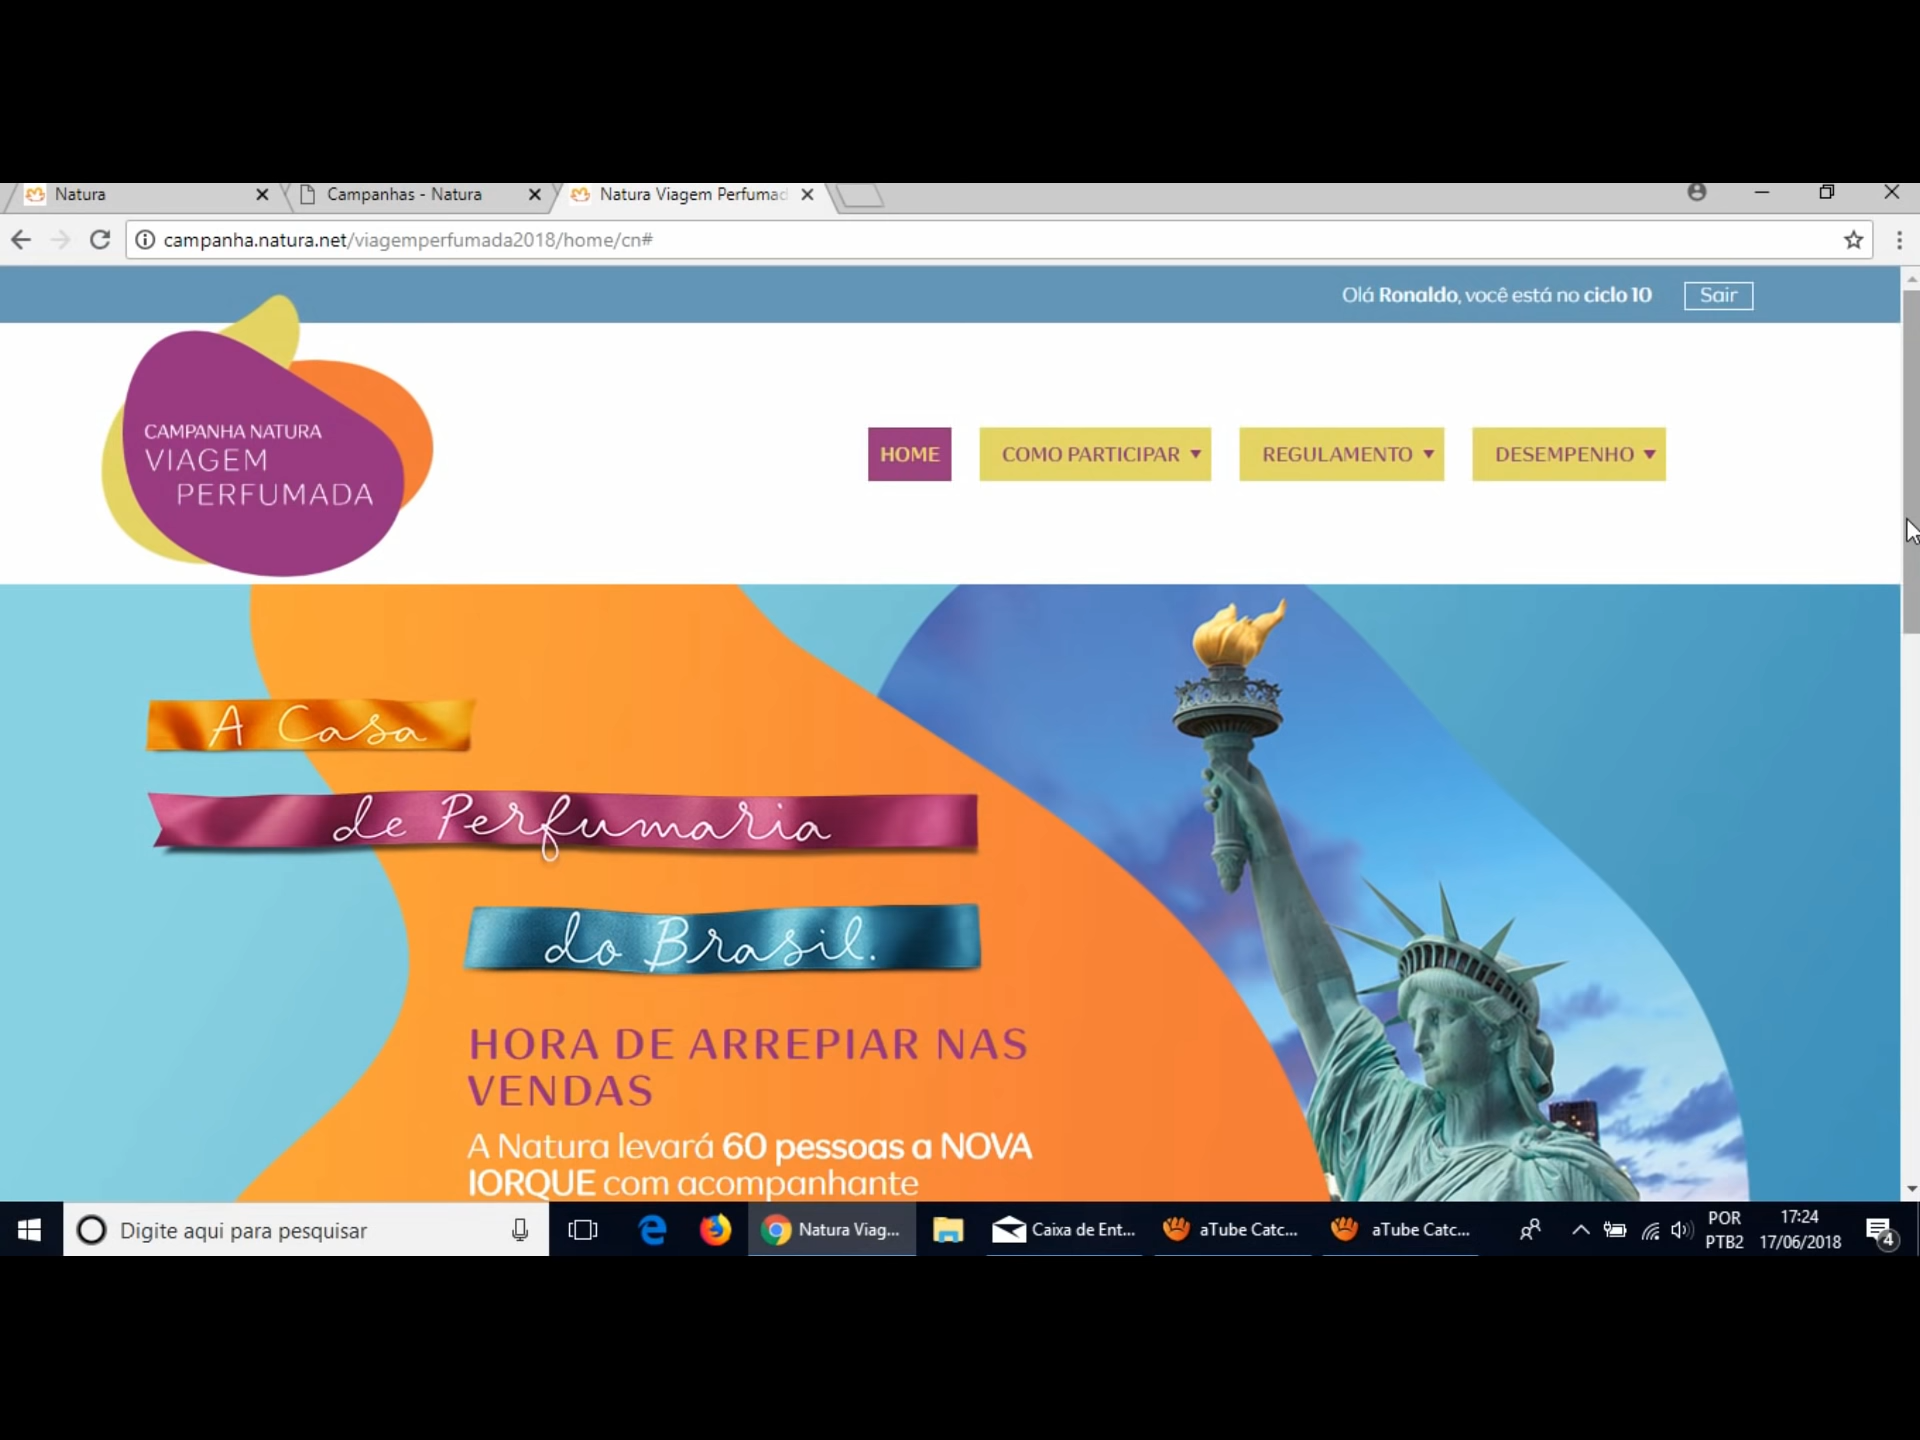 Natura
Campanhas - Natura
Natura Viagem Perfumad
campanha.natura.net/viagemperfumada2018/home/cn#
Olá Ronaldo, você está no ciclo 10
Sair
CAMPANHA NATURA
VIAGEM
PERFUMADA
HOME
COMO PARTICIPAR
REGULAMENTO
DESEMPENHO
A Casa
de Perfumaria
do Brasil.
HORA DE ARREPIAR NAS
VENDAS
A Natura levará 60 pessoas a NOVA
IORQUE com acompanhante
Digite aqui para pesquisar
Natura Viag...
Caixa de Ent...
aTube Catc...
aTube Catc...
POR
PTB2
17:24
17/06/2018
4